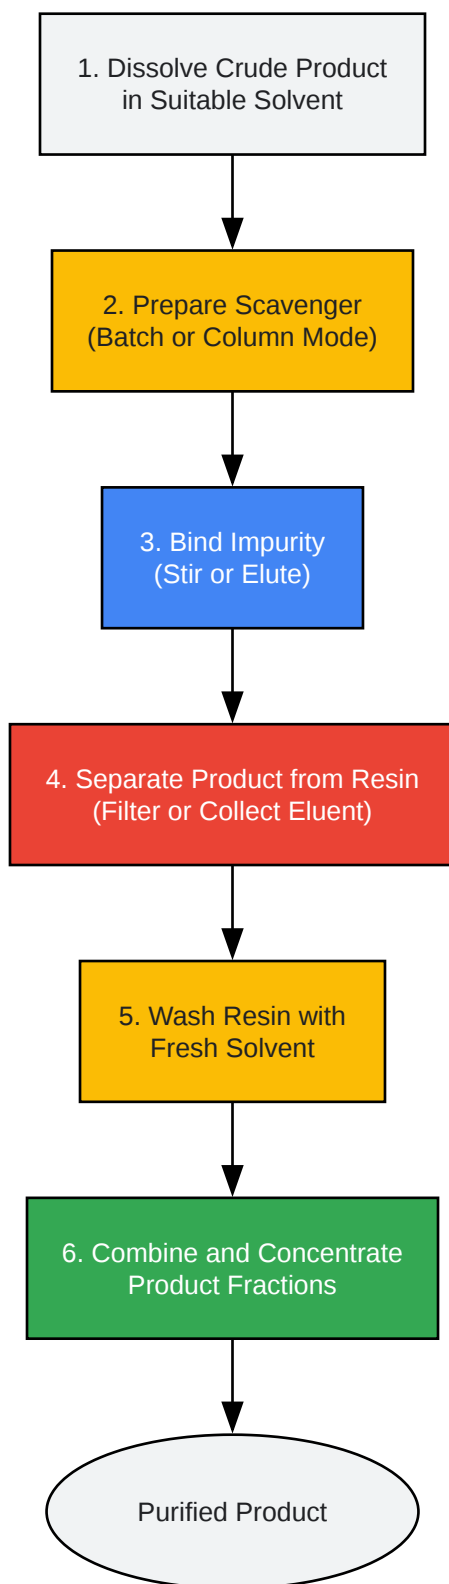 1. Dissolve Crude Product
in Suitable Solvent
2. Prepare Scavenger
(Batch or Column Mode)
3. Bind Impurity
(Stir or Elute)
4. Separate Product from Resin
(Filter or Collect Eluent)
5. Wash Resin with
Fresh Solvent
6. Combine and Concentrate
Product Fractions
Purified Product